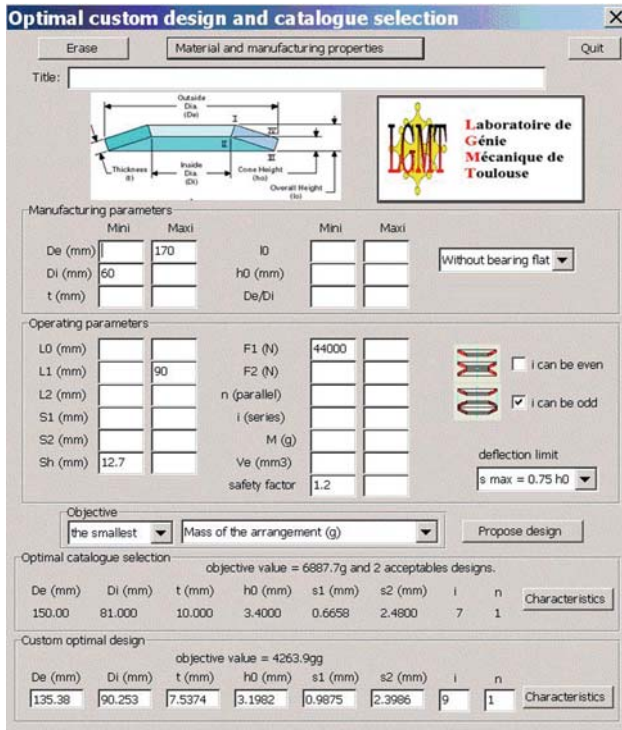 Optimal custom design and catalogue selection
Erase Material and manufacturing properties Quit
Title:
Outside
Dia.
(De)
I
IV
II
III
Thickness
(t)
Inside
Dia.
(Di)
Cone Height
(ho)
Overall Height
(lo)
LGMT
Laboratoire de
Génie
Mécanique de
Toulouse
Manufacturing parameters
Mini Maxi Mini Maxi
De (mm) 170 l0
Without bearing flat
Di (mm) 60 h0 (mm)
t (mm) De/Di
Operating parameters
L0 (mm) F1 (N) 44000
L1 (mm) 90 F2 (N) i can be even
L2 (mm) n (parallel)
S1 (mm) i (series) i can be odd
S2 (mm) M (g)
Sh (mm) 12.7 Ve (mm3) deflection limit
safety factor 1.2 s max = 0.75 h0
Objective
the smallest Mass of the arrangement (g) Propose design
Optimal catalogue selection
objective value = 6887.7g and 2 acceptables designs.
De (mm) Di (mm) t (mm) h0 (mm) s1 (mm) s2 (mm) i n
Characteristics
150.00 81.000 10.000 3.4000 0.6658 2.4800 7 1
Custom optimal design
objective value = 4263.9gg
De (mm) Di (mm) t (mm) h0 (mm) s1 (mm) s2 (mm) i n
135.38 90.253 7.5374 3.1982 0.9875 2.3986 9 1 Characteristics